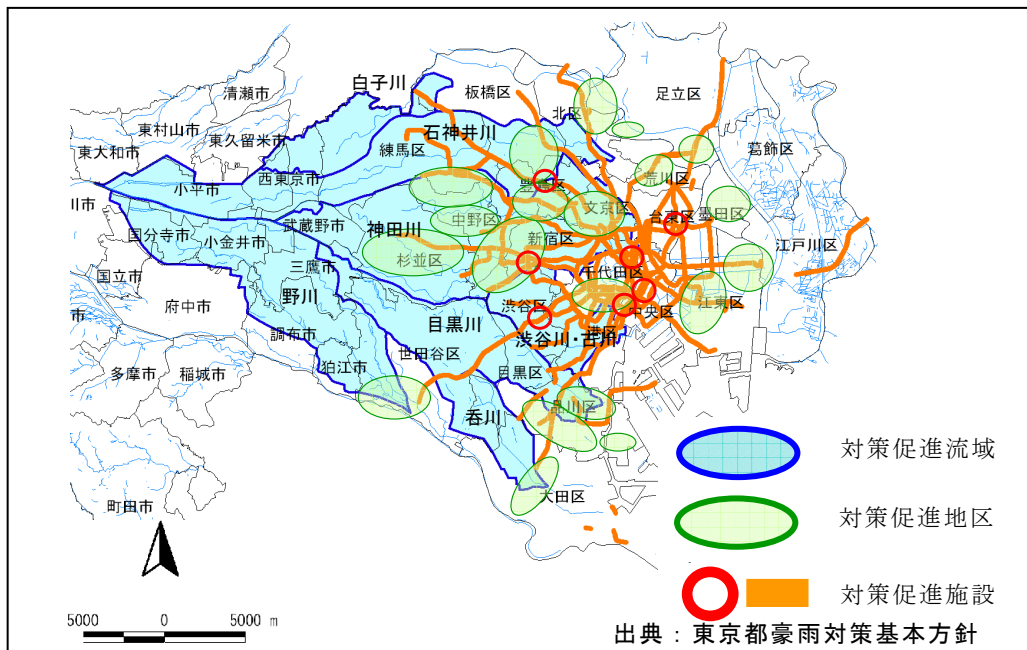 白子川
板橋区
足立区
清瀬市
北区
東村山市
石神井川
葛飾区
東久留米市
練馬区
東大和市
西東京市
豊島区
荒川区
小平市
文京区
台東区
墨田区
川市
中野区
武蔵野市
神田川
新宿区
国分寺市
小金井市
江戸川区
杉並区
三鷹市
千代田区
国立市
野川
渋谷区
江東区
府中市
中央区
市
目黒川
港区
調布市
渋谷川・古川
世田谷区
狛江市
目黒区
多摩市
稲城市
呑川
品川区
対策促進流域
大田区
町田市
対策促進地区
対策促進施設
5000 0 5000 m
出典：東京都豪雨対策基本方針